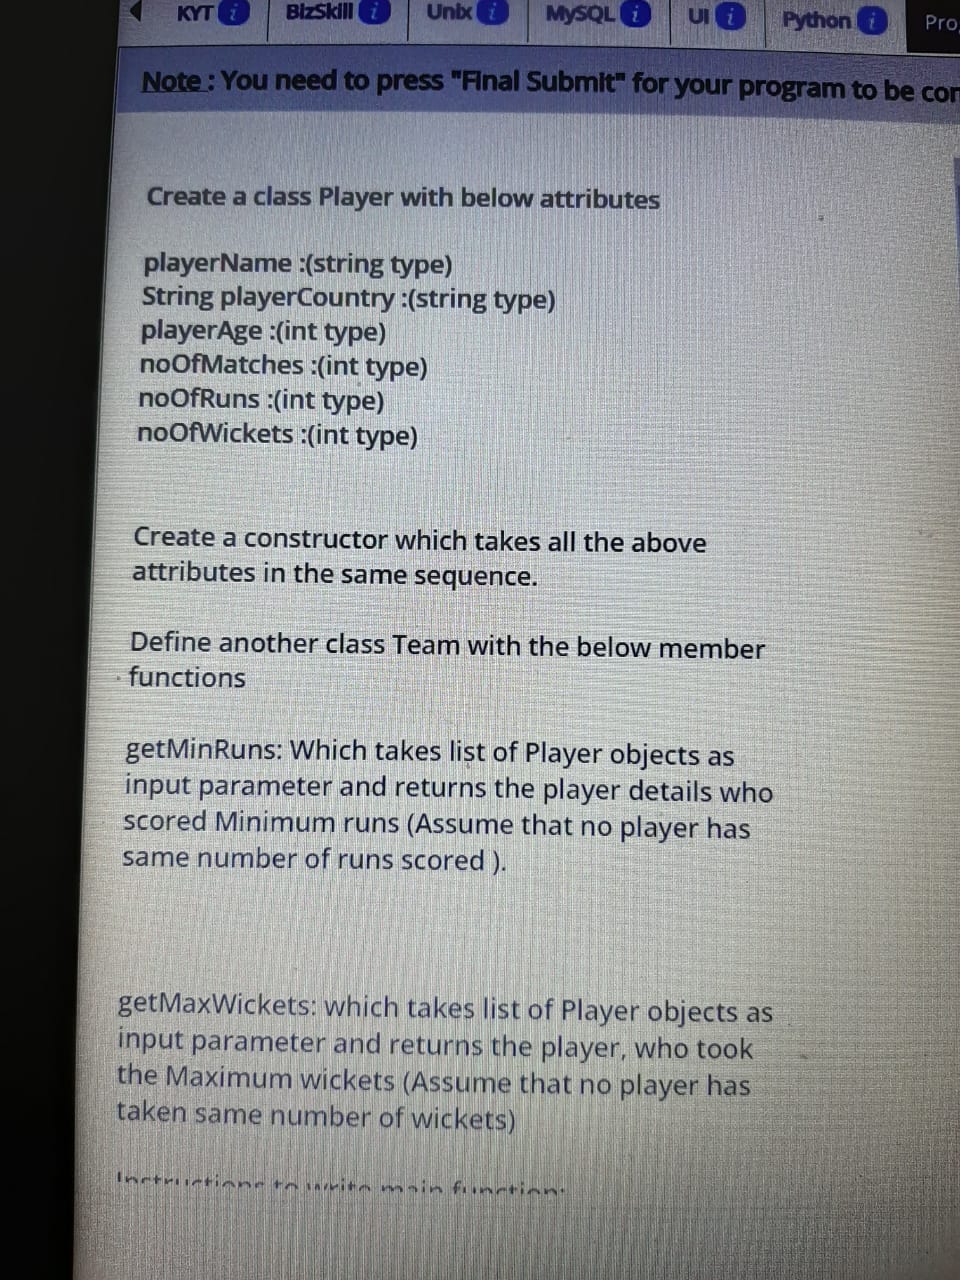 KYT i BizSkill i Unix i MySQL i UI i Python i Pro
Note : You need to press "Final Submit" for your program to be con
Create a class Player with below attributes
playerName :(string type)
String playerCountry :(string type)
playerAge :(int type)
noOfMatches :(int type)
noOfRuns :(int type)
noOfWickets :(int type)
Create a constructor which takes all the above
attributes in the same sequence.
Define another class Team with the below member
functions
getMinRuns: Which takes list of Player objects as
input parameter and returns the player details who
scored Minimum runs (Assume that no player has
same number of runs scored ).
getMaxWickets: which takes list of Player objects as
input parameter and returns the player, who took
the Maximum wickets (Assume that no player has
taken same number of wickets)
Instructions to write main function: